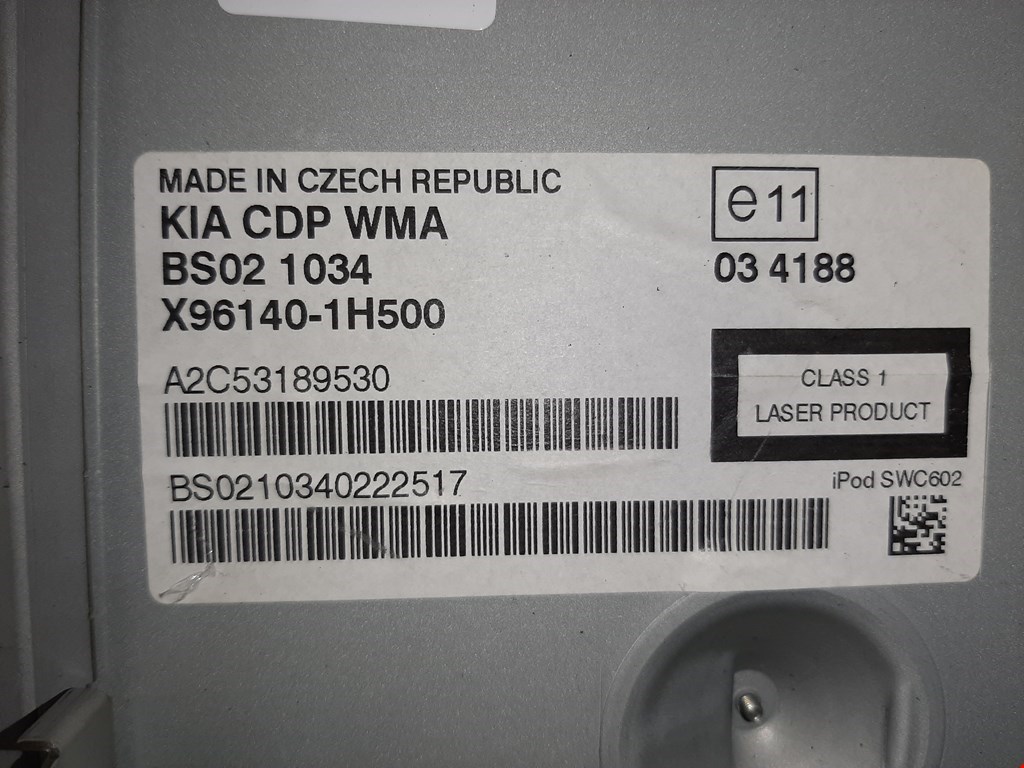 MADE IN CZECH REPUBLIC
KIA CDP WMA
BS02 1034
X96140-1H500
e11
03 4188
A2C53189530
CLASS 1
LASER PRODUCT
BS0210340222517
iPod SWC602